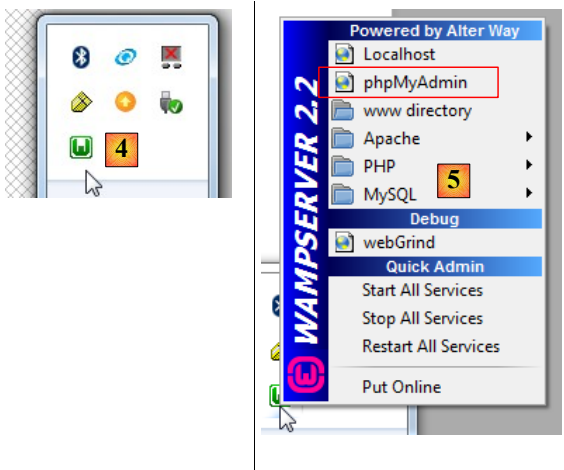 4
Powered by Alter Way
Localhost
phpMyAdmin
www directory
Apache
PHP
MySQL
5
Debug
webGrind
Quick Admin
Start All Services
Stop All Services
Restart All Services
Put Online
WAMPSERVER 2.2